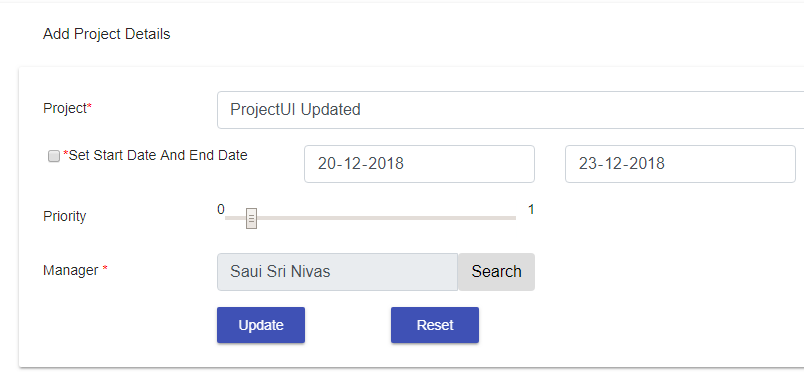 Add Project Details
Project*
ProjectUI Updated
*Set Start Date And End Date
20-12-2018
23-12-2018
Priority
0
1
Manager *
Saui Sri Nivas
Search
Update
Reset